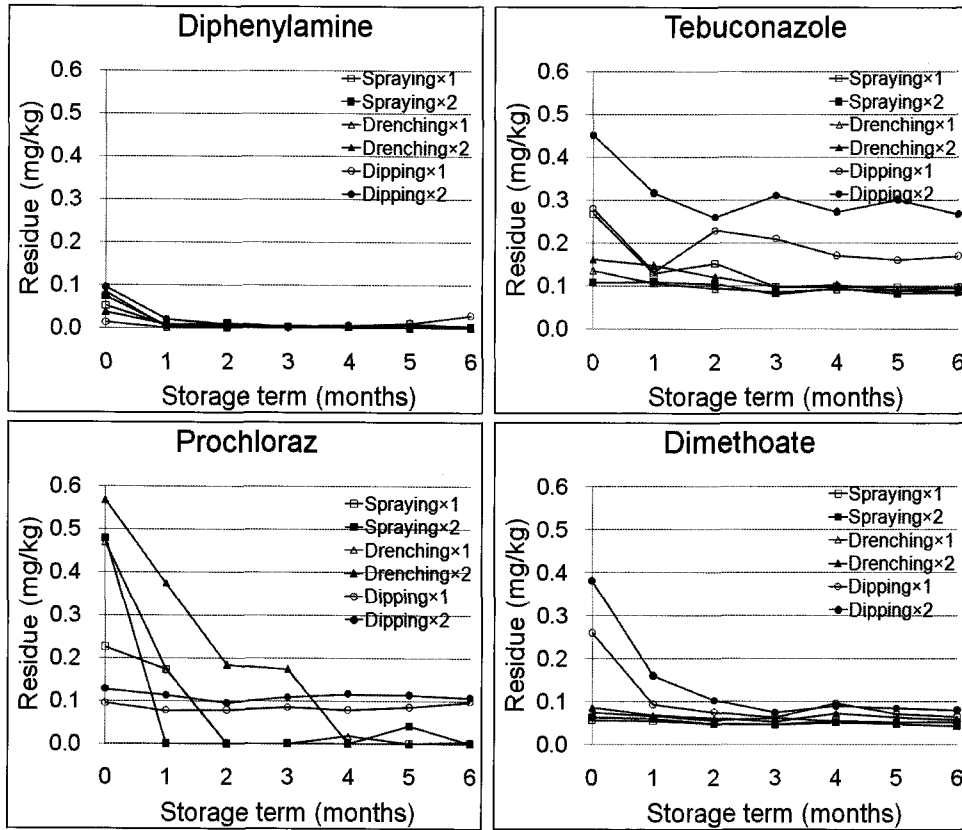 Diphenylamine
Residue (mg/kg)
0.6
0.5
0.4
0.3
0.2
0.1
0.0
Spraying×1
Spraying×2
Drenching×1
Drenching×2
Dipping×1
Dipping×2
0 1 2 3 4 5 6
Storage term (months)
Tebuconazole
Residue (mg/kg)
0.6
0.5
0.4
0.3
0.2
0.1
0.0
Spraying×1
Spraying×2
Drenching×1
Drenching×2
Dipping×1
Dipping×2
0 1 2 3 4 5 6
Storage term (months)
Prochloraz
Residue (mg/kg)
0.6
0.5
0.4
0.3
0.2
0.1
0.0
Spraying×1
Spraying×2
Drenching×1
Drenching×2
Dipping×1
Dipping×2
0 1 2 3 4 5 6
Storage term (months)
Dimethoate
Residue (mg/kg)
0.6
0.5
0.4
0.3
0.2
0.1
0.0
Spraying×1
Spraying×2
Drenching×1
Drenching×2
Dipping×1
Dipping×2
0 1 2 3 4 5 6
Storage term (months)